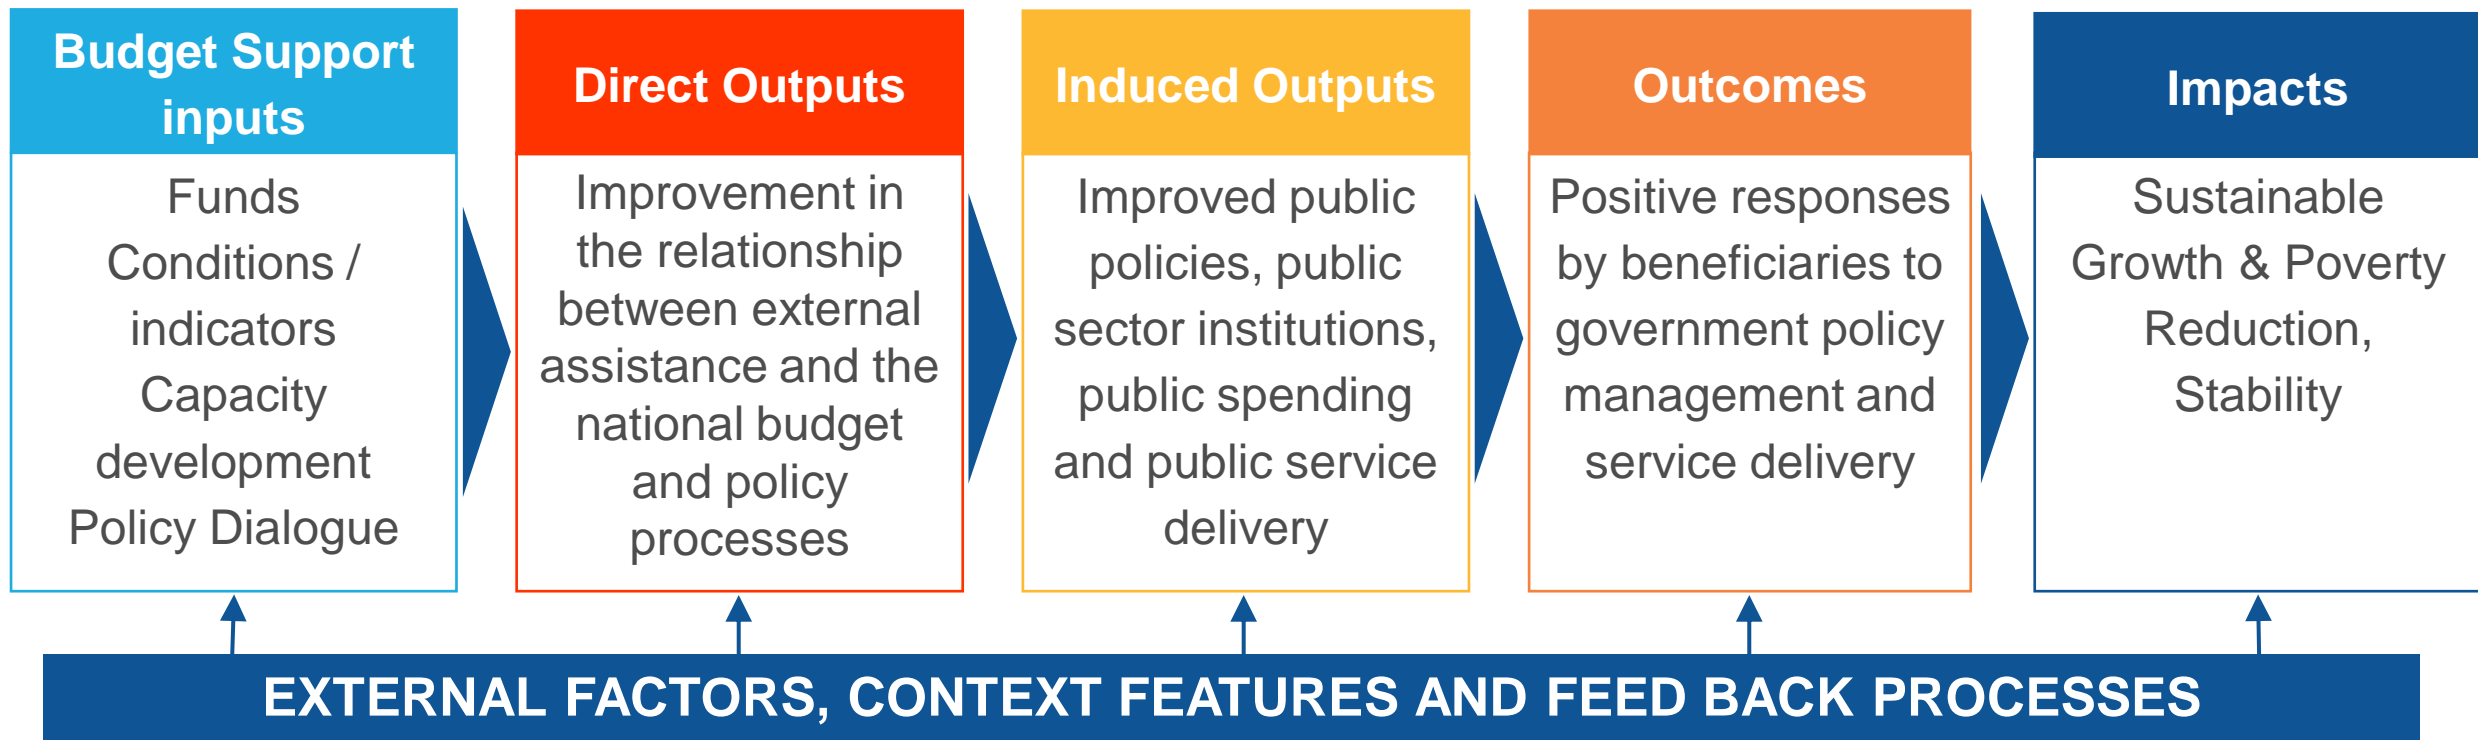 Budget Support
inputs
Funds
Conditions /
indicators
Capacity
development
Policy Dialogue
Direct Outputs
Improvement in
the relationship
between external
assistance and the
national budget
and policy
processes
Induced Outputs
Improved public
policies, public
sector institutions,
public spending
and public service
delivery
Outcomes
Positive responses
by beneficiaries to
government policy
management and
service delivery
Impacts
Sustainable
Growth & Poverty
Reduction,
Stability
EXTERNAL FACTORS, CONTEXT FEATURES AND FEED BACK PROCESSES